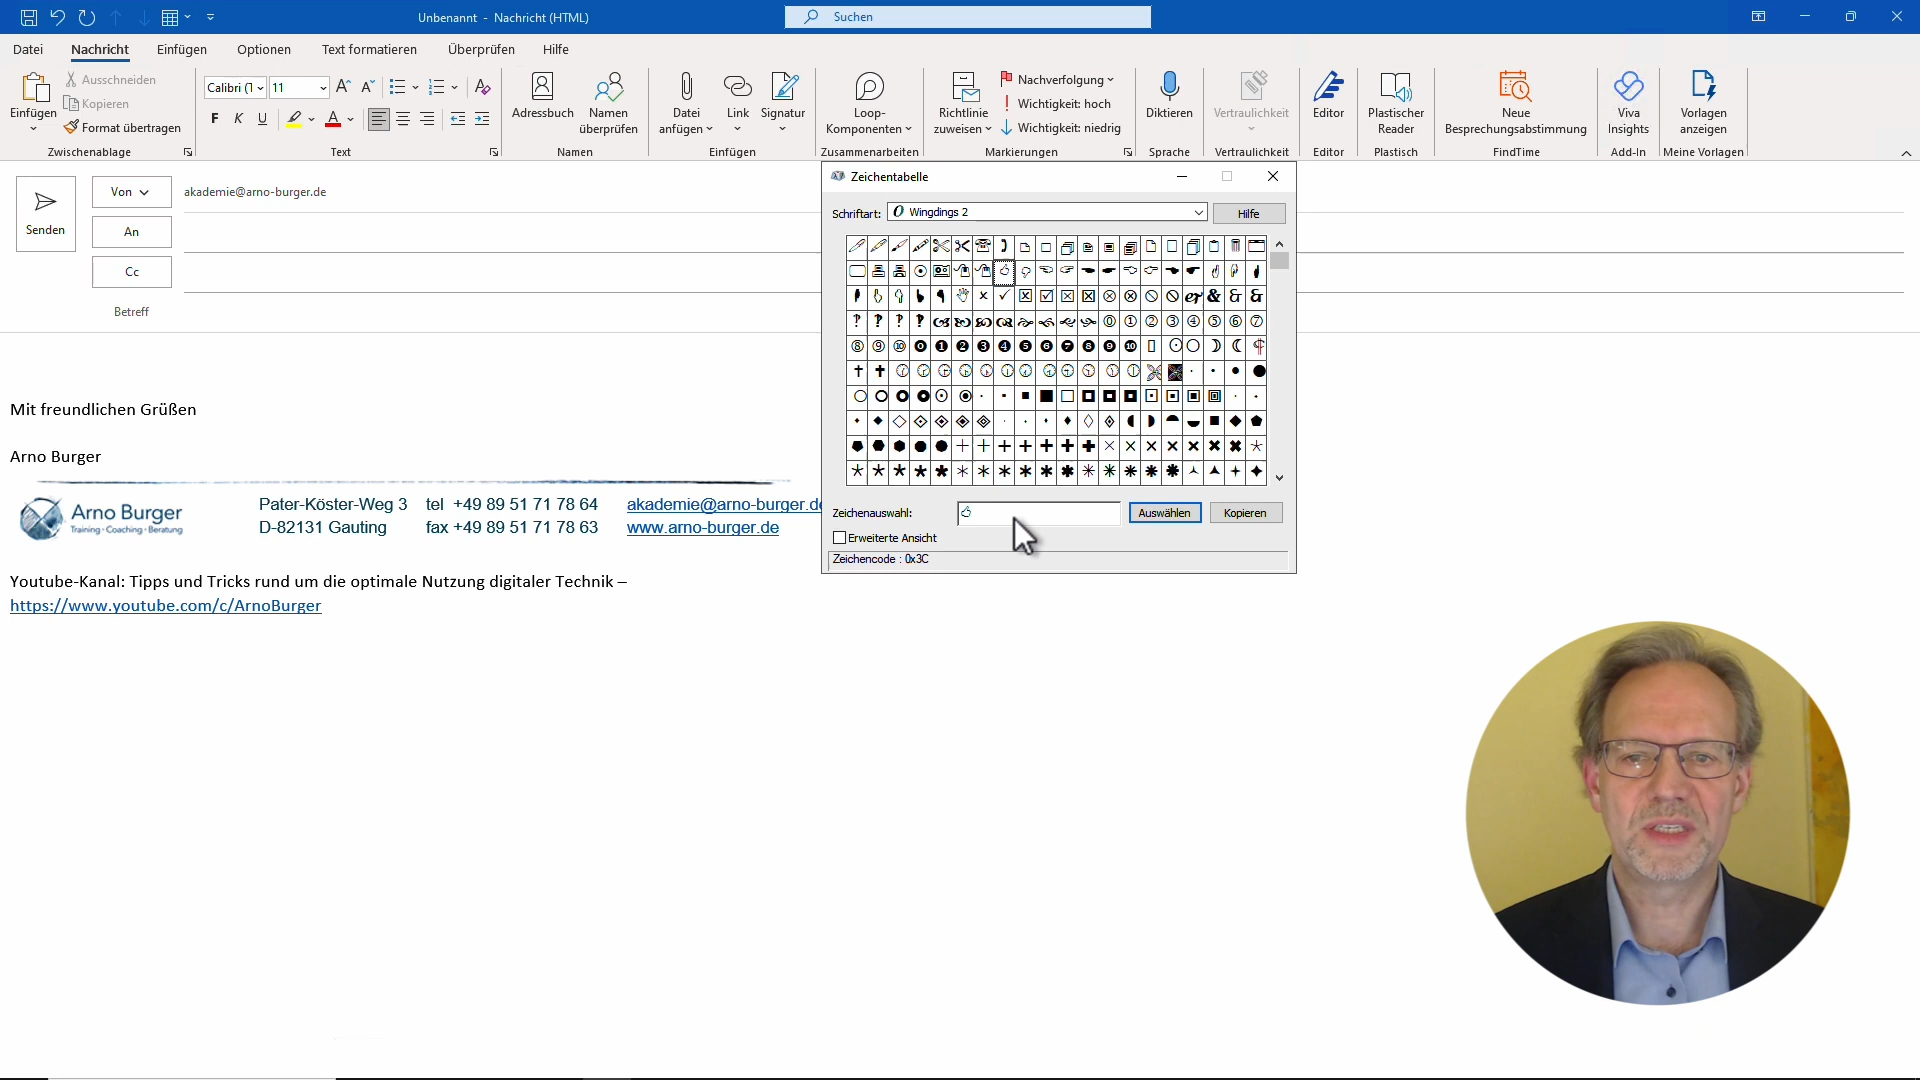 Unbenannt - Nachricht (HTML)
Suchen
Datei Nachricht Einfügen Optionen Text formatieren Überprüfen Hilfe
Einfügen
Ausschneiden
Kopieren
Format übertragen
Zwischenablage
Calibri (T 11
F K U A
Text
Adressbuch
Namen überprüfen
Namen
Datei anfügen
Link
Signatur
Einfügen
Loop-Komponenten
Zusammenarbeiten
Richtlinie zuweisen
Nachverfolgung
Wichtigkeit: hoch
Wichtigkeit: niedrig
Markierungen
Diktieren
Sprache
Vertraulichkeit
Vertraulichkeit
Editor
Editor
Plastischer Reader
Plastisch
Neue Besprechungsabstimmung
FindTime
Viva Insights
Add-In
Vorlagen anzeigen
Meine Vorlagen
Senden
Von
akademie@arno-burger.de
An
Cc
Betreff
Zeichentabelle
Schriftart: Wingdings 2 Hilfe
Zeichenauswahl: Auswählen Kopieren
Erweiterte Ansicht
Zeichencode : 0x3C
Mit freundlichen Grüßen
Arno Burger
Arno Burger
Training · Coaching · Beratung
Pater-Köster-Weg 3 tel +49 89 51 71 78 64 akademie@arno-burger.de
D-82131 Gauting fax +49 89 51 71 78 63 www.arno-burger.de
Youtube-Kanal: Tipps und Tricks rund um die optimale Nutzung digitaler Technik –
https://www.youtube.com/c/ArnoBurger